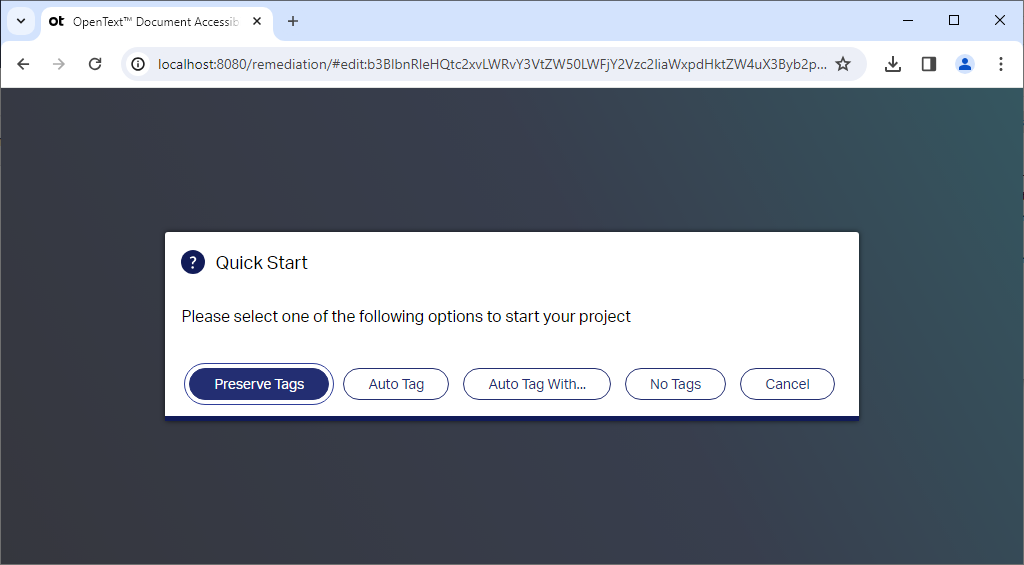 ot OpenText™ Document Accessib
localhost:8080/remediation/#edit:b3BlbnRleHQtc2xvLWRvY3VtZW50LWFjY2Vzc2liaWxpdHktZW4uX3Byb2p...
? Quick Start
Please select one of the following options to start your project
Preserve Tags Auto Tag Auto Tag With... No Tags Cancel